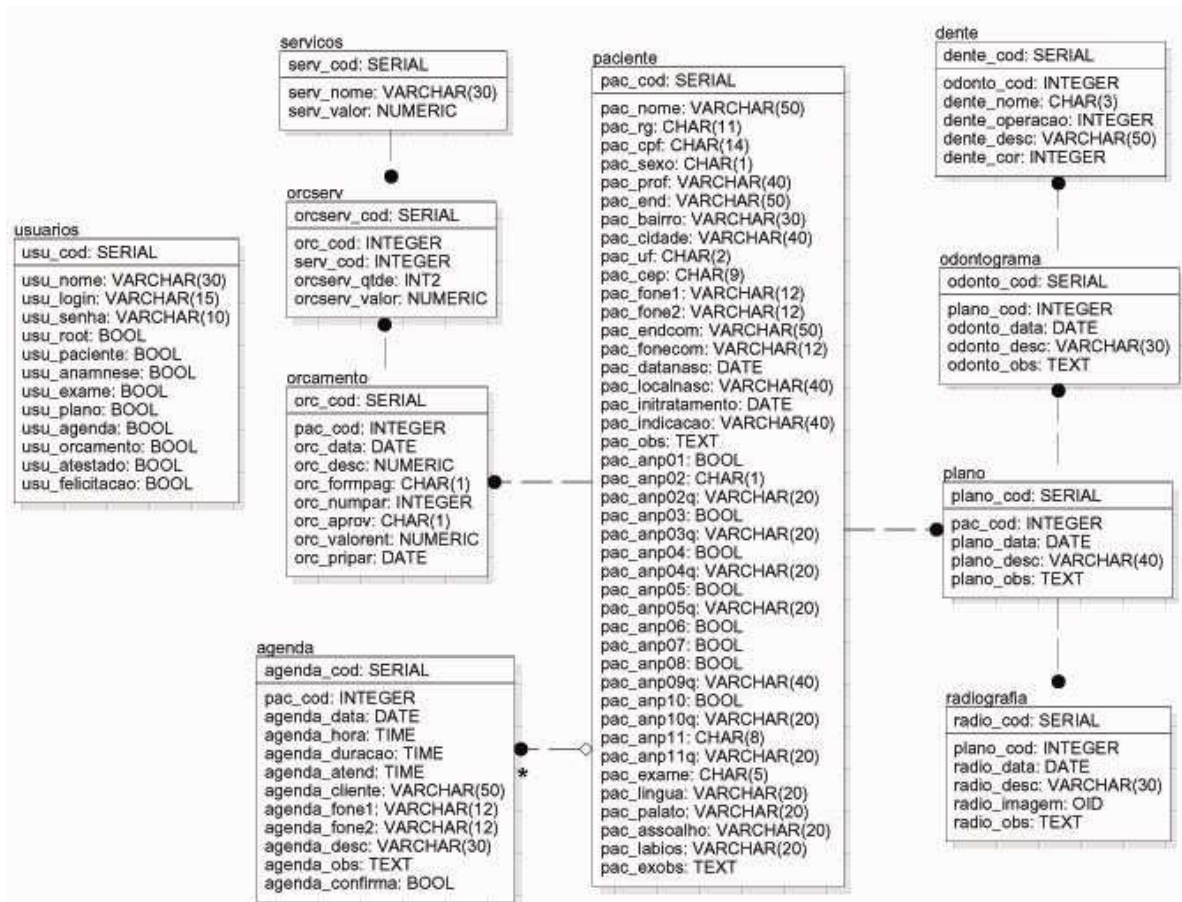 servicos
serv_cod: SERIAL
serv_nome: VARCHAR(30)
serv_valor: NUMERIC
orcserv
orcserv_cod: SERIAL
orc_cod: INTEGER
serv_cod: INTEGER
orcserv_qtde: INT2
orcserv_valor: NUMERIC
usuarios
usu_cod: SERIAL
usu_nome: VARCHAR(30)
usu_login: VARCHAR(15)
usu_senha: VARCHAR(10)
usu_root: BOOL
usu_paciente: BOOL
usu_anamnese: BOOL
usu_exame: BOOL
usu_plano: BOOL
usu_agenda: BOOL
usu_orcamento: BOOL
usu_atestado: BOOL
usu_felicitacao: BOOL
orcamento
orc_cod: SERIAL
pac_cod: INTEGER
orc_data: DATE
orc_desc: NUMERIC
orc_formpag: CHAR(1)
orc_numpar: INTEGER
orc_aprov: CHAR(1)
orc_valorent: NUMERIC
orc_pripar: DATE
agenda
agenda_cod: SERIAL
pac_cod: INTEGER
agenda_data: DATE
agenda_hora: TIME
agenda_duracao: TIME
agenda_atend: TIME
agenda_cliente: VARCHAR(50)
agenda_fone1: VARCHAR(12)
agenda_fone2: VARCHAR(12)
agenda_desc: VARCHAR(30)
agenda_obs: TEXT
agenda_confirma: BOOL
*
paciente
pac_cod: SERIAL
pac_nome: VARCHAR(50)
pac_rg: CHAR(11)
pac_cpf: CHAR(14)
pac_sexo: CHAR(1)
pac_prof: VARCHAR(40)
pac_end: VARCHAR(50)
pac_bairro: VARCHAR(30)
pac_cidade: VARCHAR(40)
pac_uf: CHAR(2)
pac_cep: CHAR(9)
pac_fone1: VARCHAR(12)
pac_fone2: VARCHAR(12)
pac_endcom: VARCHAR(50)
pac_fonecom: VARCHAR(12)
pac_datanasc: DATE
pac_localnasc: VARCHAR(40)
pac_initratamento: DATE
pac_indicacao: VARCHAR(40)
pac_obs: TEXT
pac_anp01: BOOL
pac_anp02: CHAR(1)
pac_anp02q: VARCHAR(20)
pac_anp03: BOOL
pac_anp03q: VARCHAR(20)
pac_anp04: BOOL
pac_anp04q: VARCHAR(20)
pac_anp05: BOOL
pac_anp05q: VARCHAR(20)
pac_anp06: BOOL
pac_anp07: BOOL
pac_anp08: BOOL
pac_anp09q: VARCHAR(40)
pac_anp10: BOOL
pac_anp10q: VARCHAR(20)
pac_anp11: CHAR(8)
pac_anp11q: VARCHAR(20)
pac_exame: CHAR(5)
pac_lingua: VARCHAR(20)
pac_palato: VARCHAR(20)
pac_assoalho: VARCHAR(20)
pac_labios: VARCHAR(20)
pac_exobs: TEXT
dente
dente_cod: SERIAL
odonto_cod: INTEGER
dente_nome: CHAR(3)
dente_operacao: INTEGER
dente_desc: VARCHAR(50)
dente_cor: INTEGER
odontograma
odonto_cod: SERIAL
plano_cod: INTEGER
odonto_data: DATE
odonto_desc: VARCHAR(30)
odonto_obs: TEXT
plano
plano_cod: SERIAL
pac_cod: INTEGER
plano_data: DATE
plano_desc: VARCHAR(40)
plano_obs: TEXT
radiografia
radio_cod: SERIAL
plano_cod: INTEGER
radio_data: DATE
radio_desc: VARCHAR(30)
radio_imagem: OID
radio_obs: TEXT